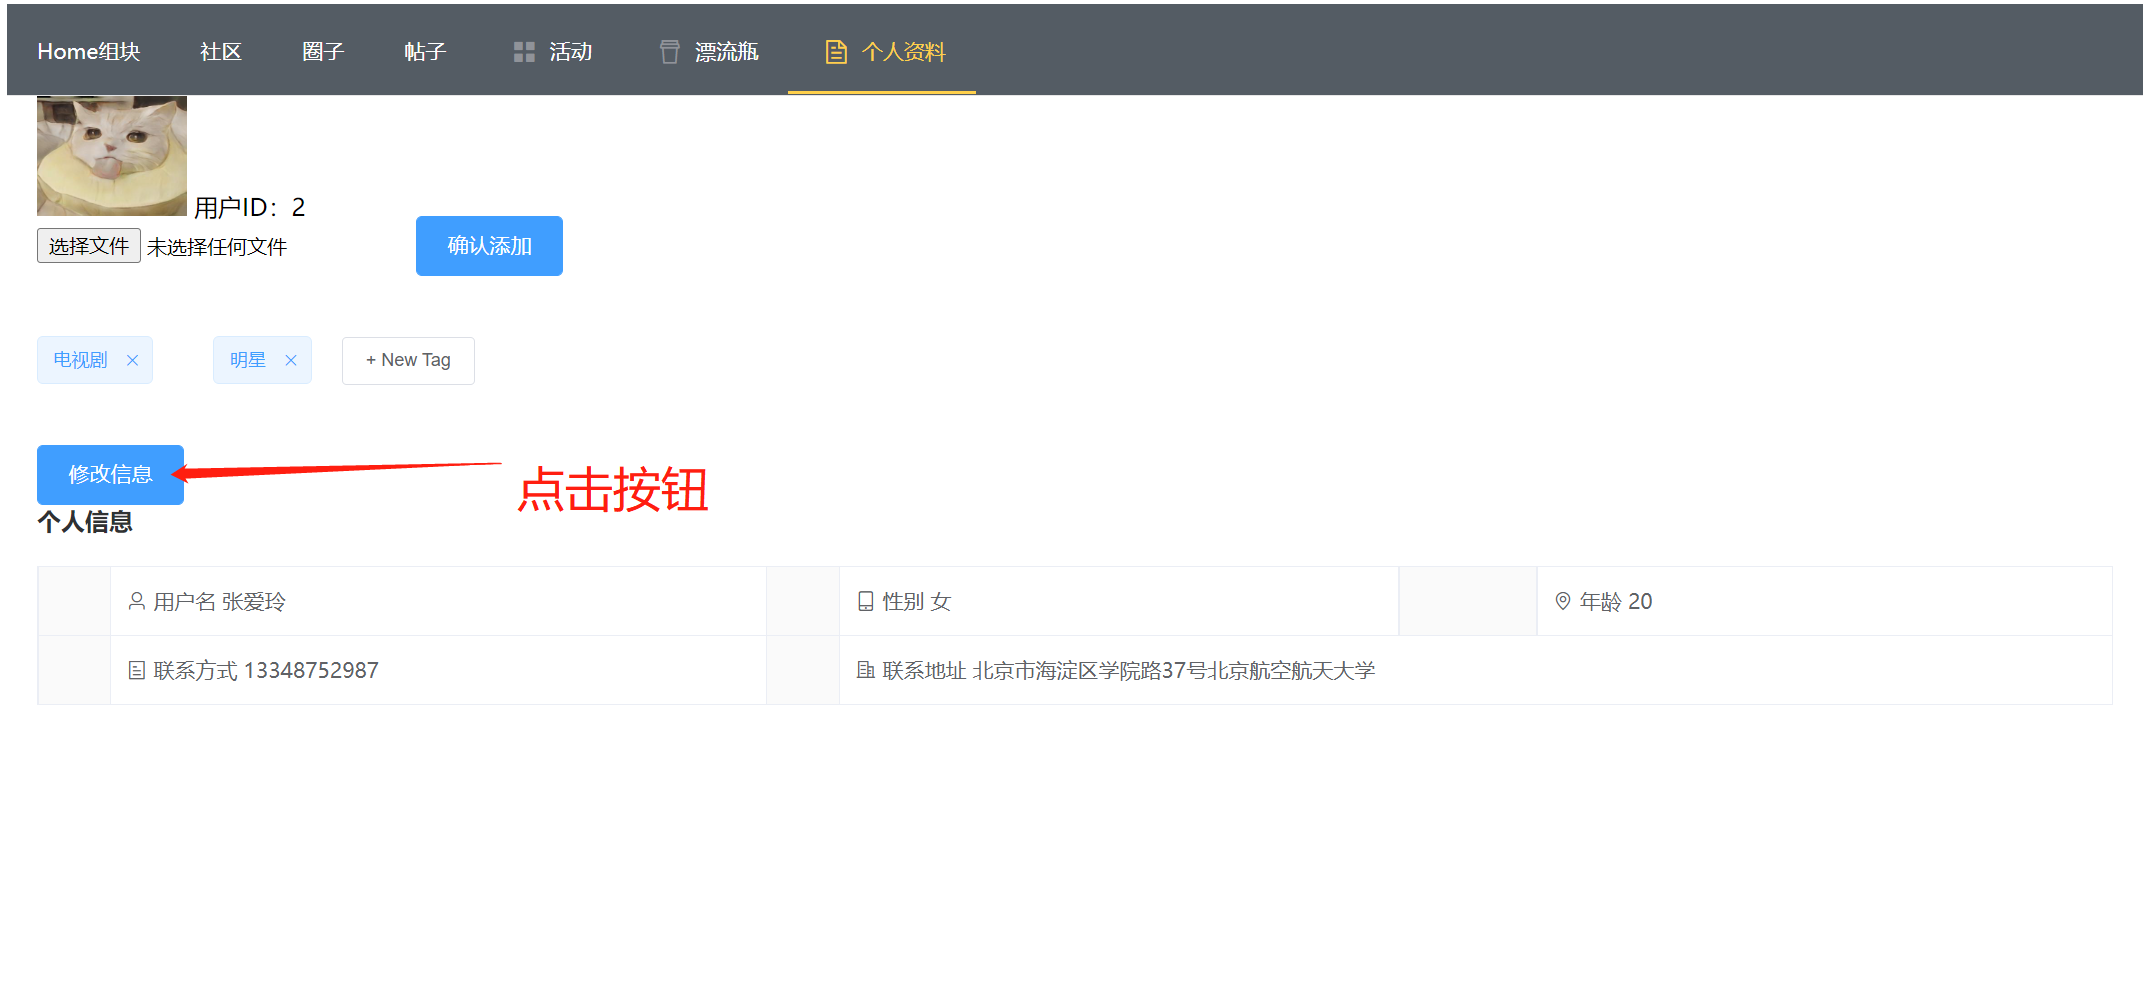 Home组块 社区 圈子 帖子 活动 漂流瓶 个人资料
用户ID：2
选择文件 未选择任何文件 确认添加
电视剧 明星 + New Tag
修改信息 点击按钮
个人信息
用户名 张爱玲 性别 女 年龄 20
联系方式 13348752987 联系地址 北京市海淀区学院路37号北京航空航天大学